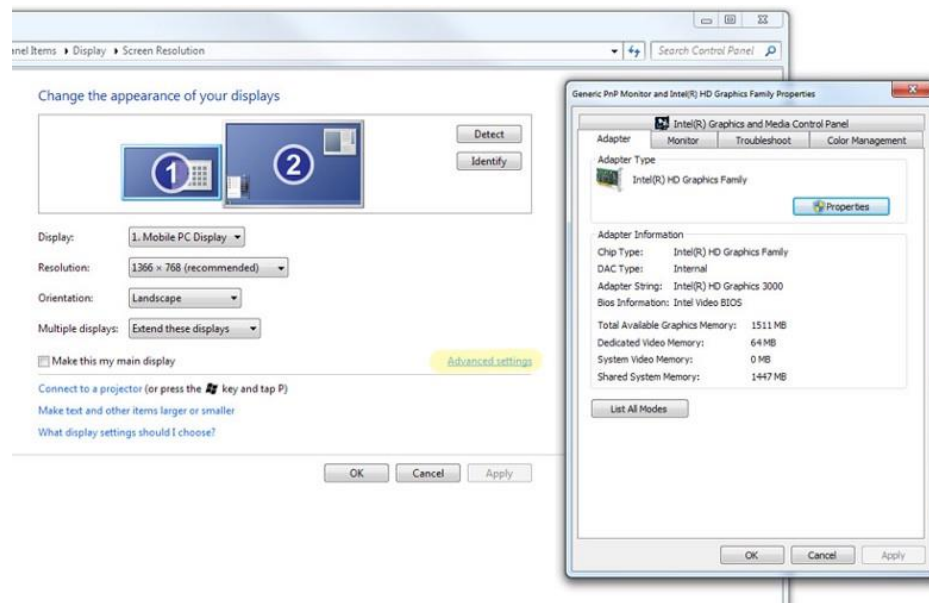 nel Items ▸ Display ▸ Screen Resolution
Search Control Panel
Change the appearance of your displays
1
2
Detect
Identify
Display: 1. Mobile PC Display
Resolution: 1366 × 768 (recommended)
Orientation: Landscape
Multiple displays: Extend these displays
Make this my main display
Advanced settings
Connect to a projector (or press the key and tap P)
Make text and other items larger or smaller
What display settings should I choose?
OK Cancel Apply
Generic PnP Monitor and Intel(R) HD Graphics Family Properties
Intel(R) Graphics and Media Control Panel
Adapter Monitor Troubleshoot Color Management
Adapter Type
Intel(R) HD Graphics Family
Properties
Adapter Information
Chip Type: Intel(R) HD Graphics Family
DAC Type: Internal
Adapter String: Intel(R) HD Graphics 3000
Bios Information: Intel Video BIOS
Total Available Graphics Memory: 1511 MB
Dedicated Video Memory: 64 MB
System Video Memory: 0 MB
Shared System Memory: 1447 MB
List All Modes
OK Cancel Apply